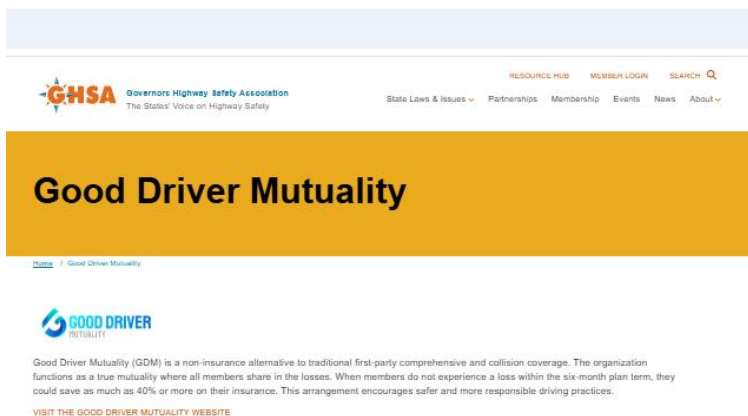 RESOURCE HUB MEMBER LOGIN SEARCH
GHSA
Governors Highway Safety Association
The States' Voice on Highway Safety
State Laws & Issues Partnerships Membership Events News About
Good Driver Mutuality
Home / Good Driver Mutuality
GOOD DRIVER
MUTUALITY
Good Driver Mutuality (GDM) is a non-insurance alternative to traditional first-party comprehensive and collision coverage. The organization
functions as a true mutuality where all members share in the losses. When members do not experience a loss within the six-month plan term, they
could save as much as 40% or more on their insurance. This arrangement encourages safer and more responsible driving practices.
VISIT THE GOOD DRIVER MUTUALITY WEBSITE